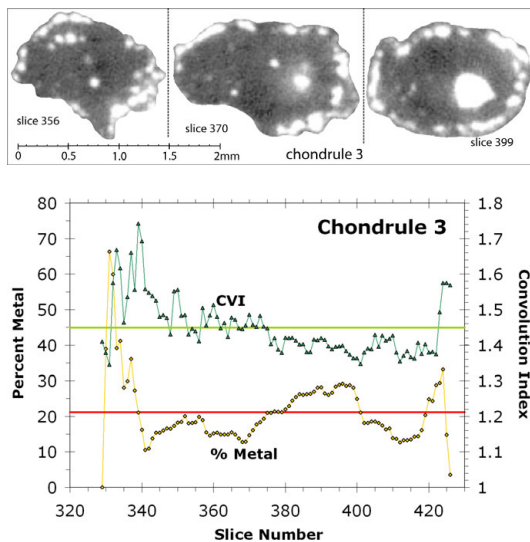 slice 356
slice 370
slice 399
0 0.5 1.0 1.5 2mm
chondrule 3
Chondrule 3
80 1.8
70 1.7
60 1.6
50 1.5
40 1.4
30 1.3
20 1.2
10 1.1
0 1
Percent Metal
Convolution Index
CVI
% Metal
320 340 360 380 400 420 440
Slice Number